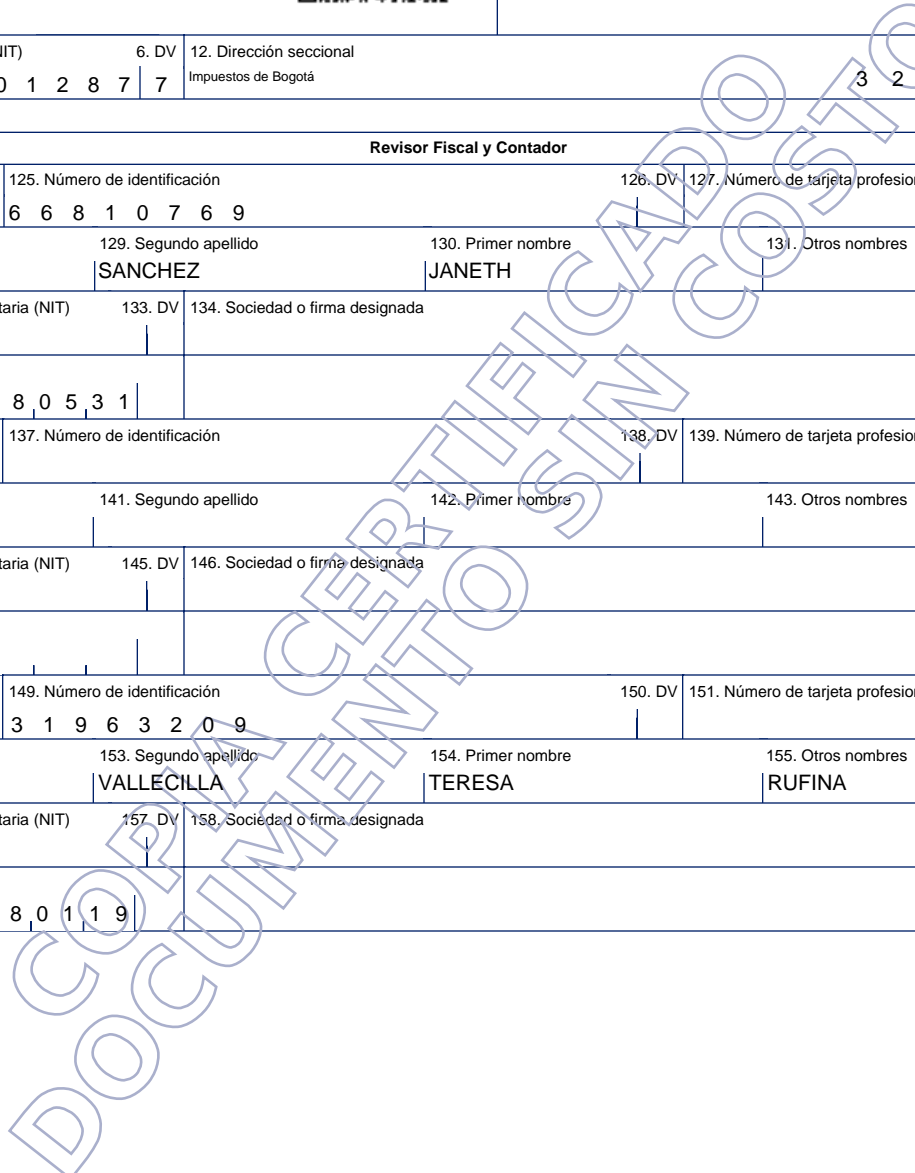 6. DV 12. Dirección seccional
0 1 2 8 7 7 Impuestos de Bogotá 3 2
Revisor Fiscal y Contador
125. Número de identificación 126. DV 127. Número de tarjeta profesio
6 6 8 1 0 7 6 9
129. Segundo apellido 130. Primer nombre 131. Otros nombres
SANCHEZ JANETH
taria (NIT) 133. DV 134. Sociedad o firma designada
8 0 5 3 1
137. Número de identificación 138. DV 139. Número de tarjeta profesio
141. Segundo apellido 142. Primer nombre 143. Otros nombres
taria (NIT) 145. DV 146. Sociedad o firma designada
149. Número de identificación 150. DV 151. Número de tarjeta profesio
3 1 9 6 3 2 0 9
153. Segundo apellido 154. Primer nombre 155. Otros nombres
VALLECILLA TERESA RUFINA
taria (NIT) 157. DV 158. Sociedad o firma designada
8 0 1 1 9
COPIA CERTIFICADO
DOCUMENTO SIN COSTO